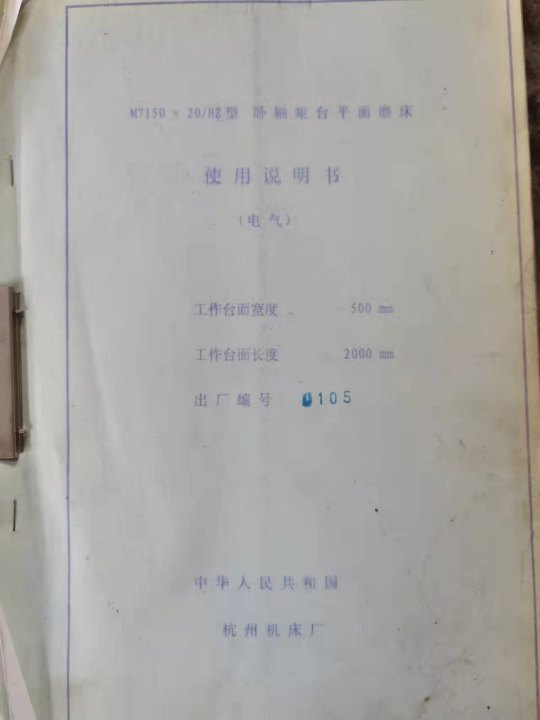 M7150 × 20/HZ型 卧轴矩台平面磨床
使用说明书
(电气)
工作台面宽度 500 mm
工作台面长度 2000 mm
出厂编号 0105
中华人民共和国
杭州机床厂